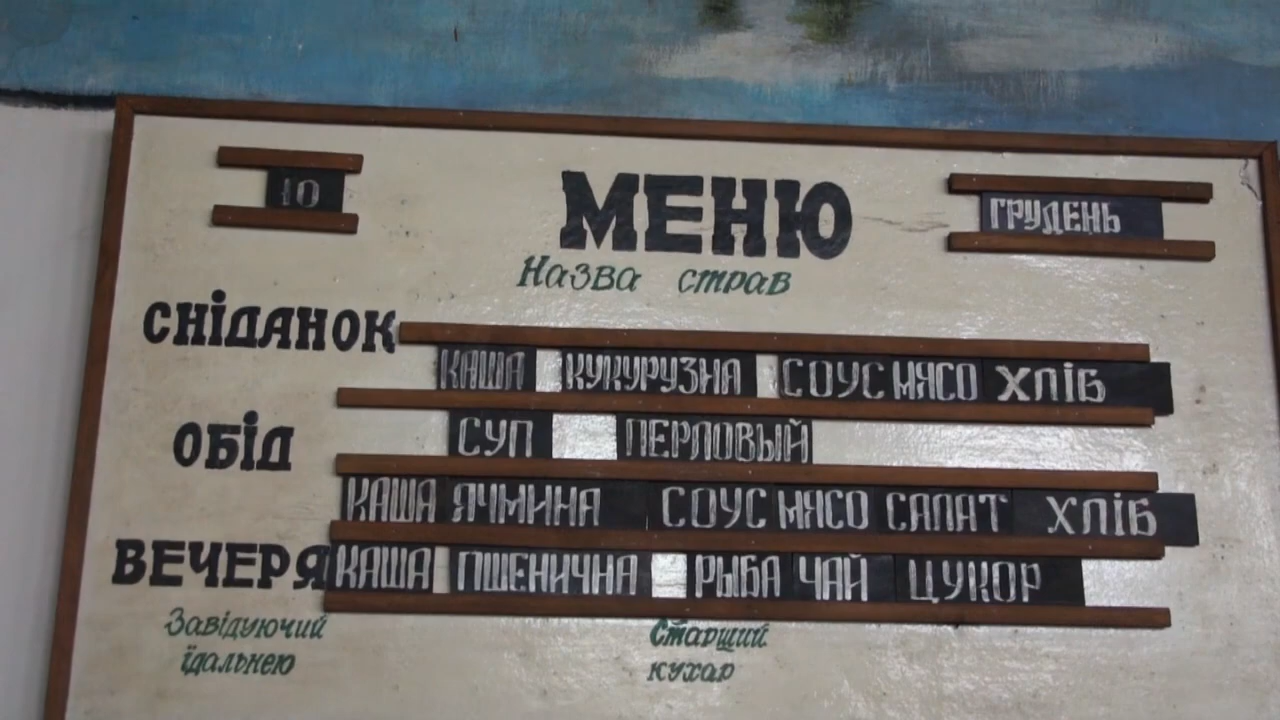 10 МЕНЮ ГРУДЕНЬ
Назва страв
СНІДАНОК
КАША КУКУРУЗНА СОУС МЯСО ХЛІБ
ОБІД
СУП ПЕРЛОВЫЙ
КАША ЯЧМИНА СОУС МЯСО САЛАТ ХЛІБ
ВЕЧЕРЯ КАША ПШЕНИЧНА РЫБА ЧАЙ ЦУКОР
Завідуючий Старший
їдальнею кухар